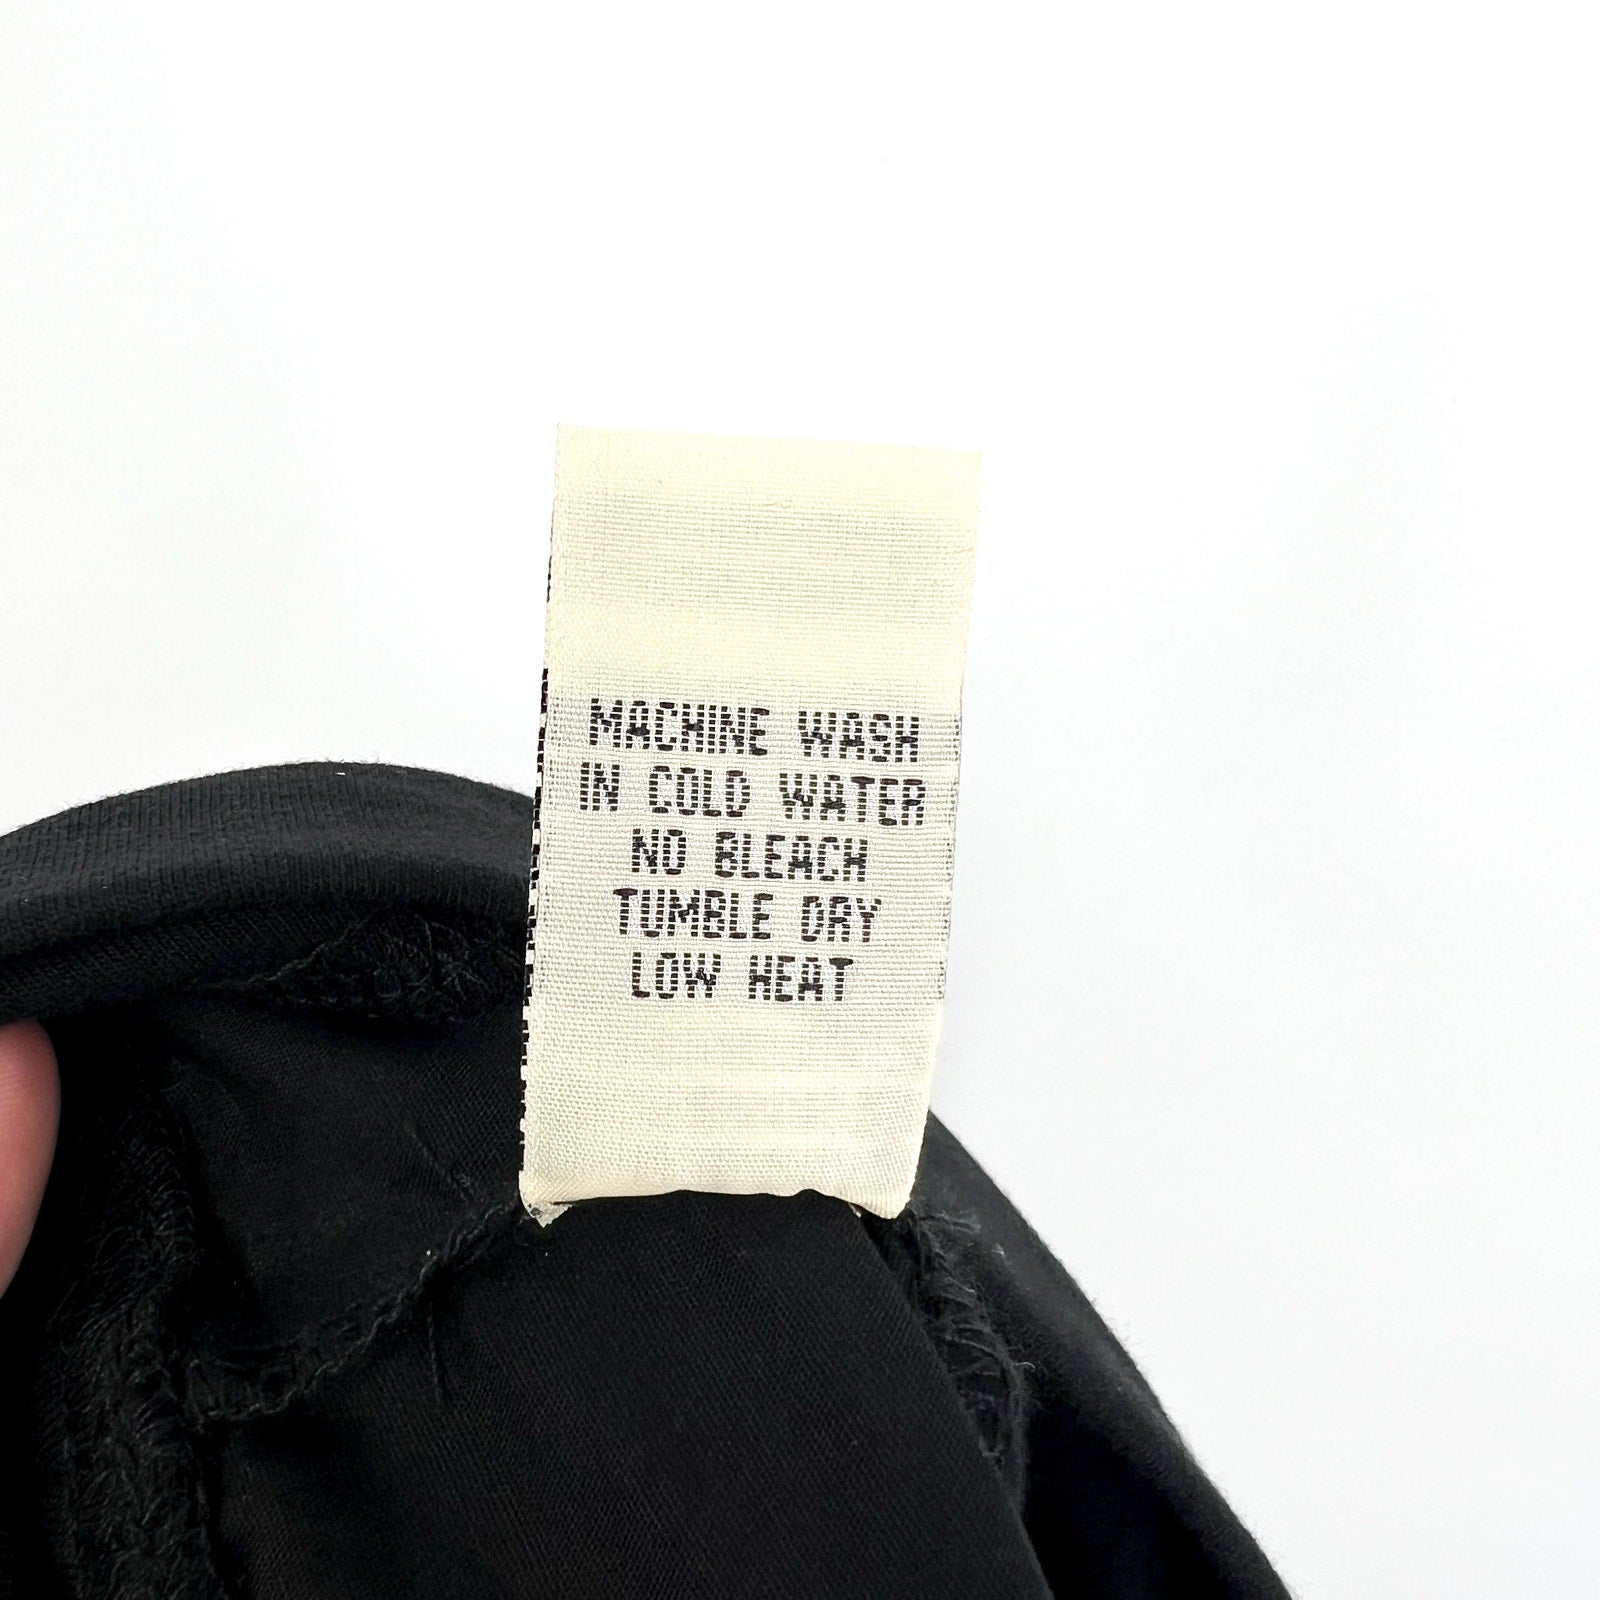 MACHINE WASH
IN COLD WATER
NO BLEACH
TUMBLE DRY
LOW HEAT